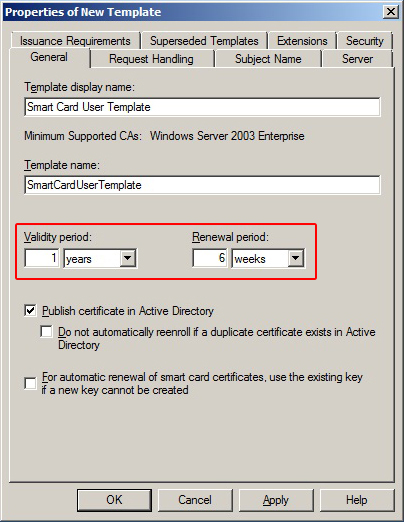 Properties of New Template
Issuance Requirements Superseded Templates Extensions Security
General Request Handling Subject Name Server
Template display name:
Smart Card User Template
Minimum Supported CAs: Windows Server 2003 Enterprise
Template name:
SmartCardUserTemplate
Validity period: Renewal period:
1 years 6 weeks
Publish certificate in Active Directory
Do not automatically reenroll if a duplicate certificate exists in Active
Directory
For automatic renewal of smart card certificates, use the existing key
if a new key cannot be created
OK Cancel Apply Help